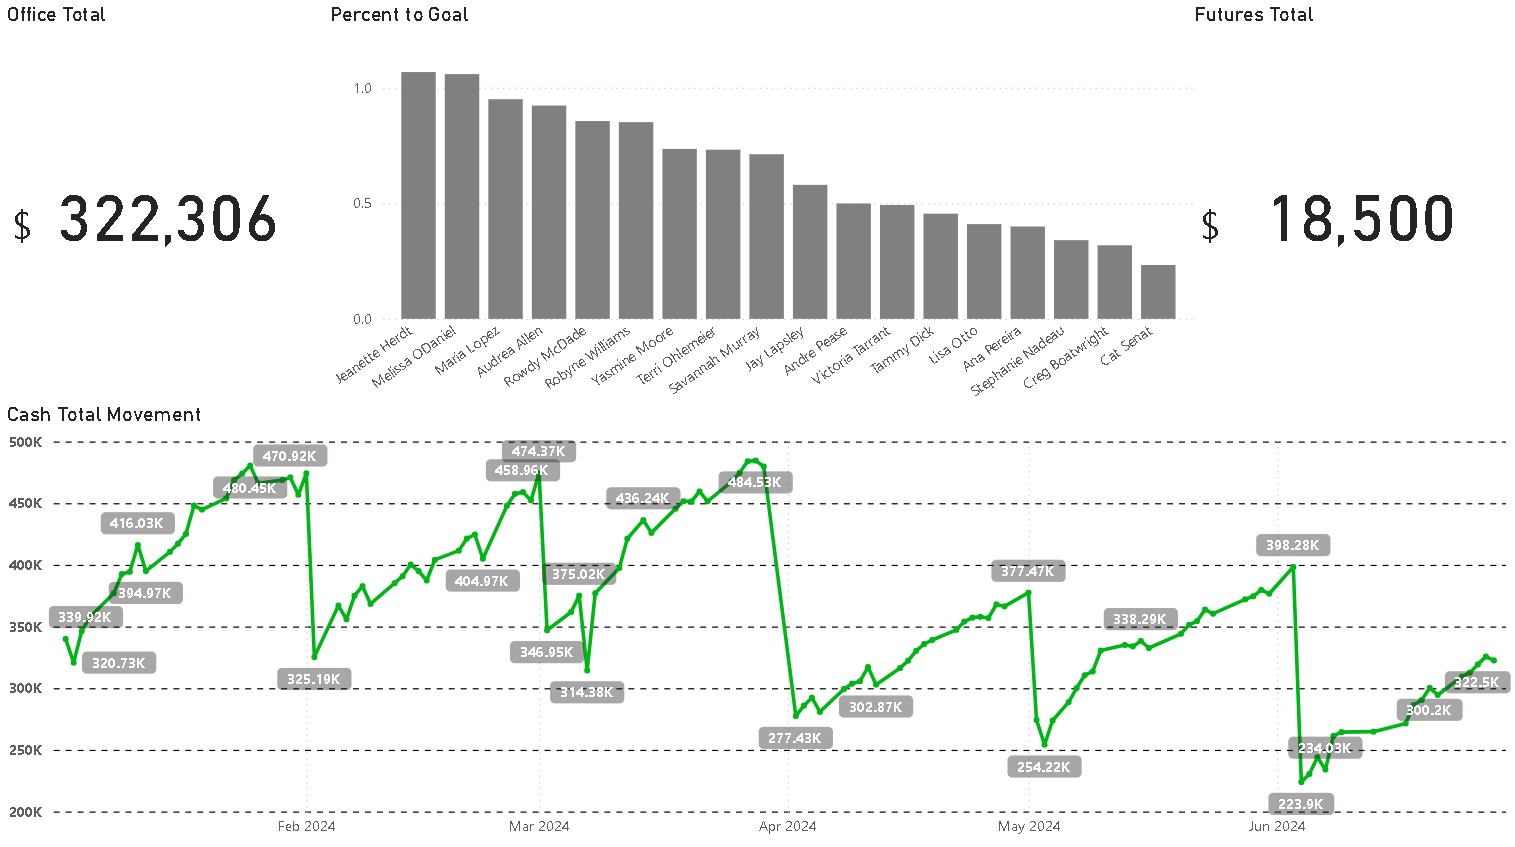 Office Total
$ 322,306
Percent to Goal
1.0
0.5
0.0
Jeanette Herdt
Melissa ODaniel
Maria Lopez
Audrea Allen
Rowdy McDade
Robyne Williams
Yasmine Moore
Terri Ohlemeier
Savannah Murray
Jay Lapsley
Andre Pease
Victoria Tarrant
Tammy Dick
Lisa Otto
Ana Pereira
Stephanie Nadeau
Creg Boatwright
Cat Senat
Futures Total
$ 18,500
Cash Total Movement
500K
450K
400K
350K
300K
250K
200K
339.92K
320.73K
394.97K
416.03K
480.45K
470.92K
325.19K
404.97K
458.96K
474.37K
346.95K
375.02K
314.38K
436.24K
484.53K
277.43K
302.87K
377.47K
254.22K
338.29K
398.28K
223.9K
234.03K
300.2K
322.5K
Feb 2024
Mar 2024
Apr 2024
May 2024
Jun 2024